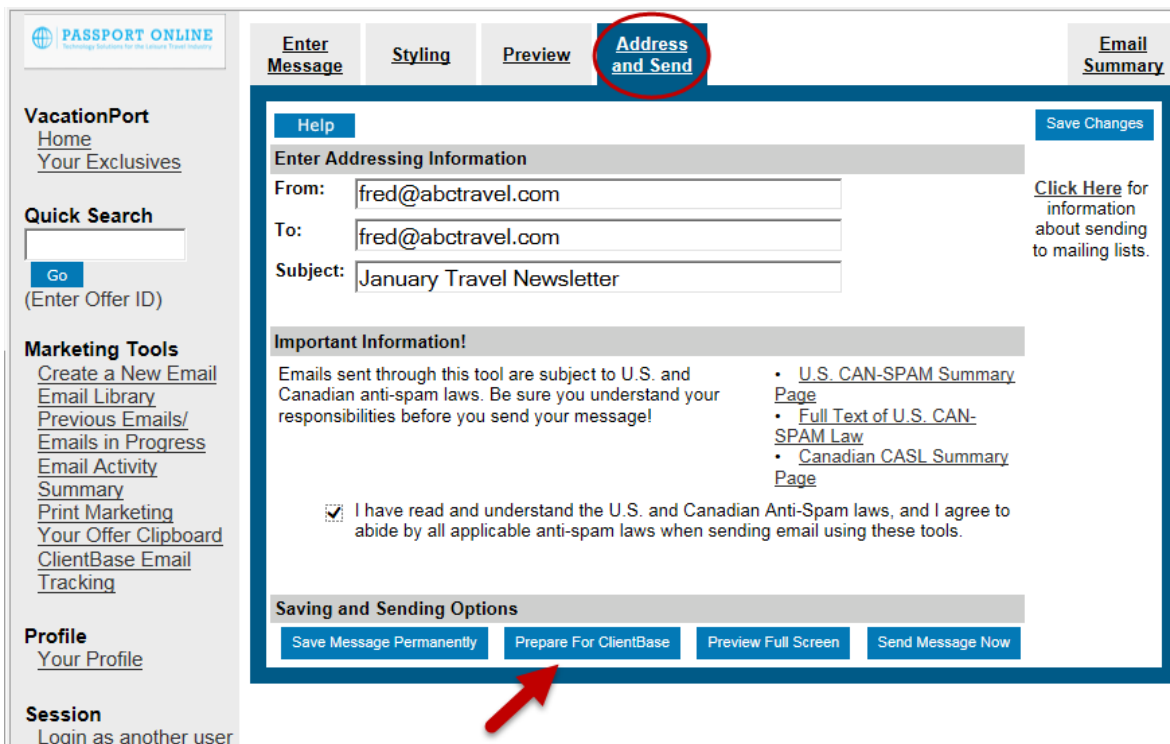 PASSPORT ONLINE
Technology Solutions for the Leisure Travel Industry
VacationPort
Home
Your Exclusives
Quick Search
Go
(Enter Offer ID)
Marketing Tools
Create a New Email
Email Library
Previous Emails/
Emails in Progress
Email Activity
Summary
Print Marketing
Your Offer Clipboard
ClientBase Email
Tracking
Profile
Your Profile
Session
Login as another user
Enter
Message
Styling
Preview
Address
and Send
Email
Summary
Help
Save Changes
Enter Addressing Information
From:
fred@abctravel.com
To:
fred@abctravel.com
Subject:
January Travel Newsletter
Click Here for
information
about sending
to mailing lists.
Important Information!
Emails sent through this tool are subject to U.S. and
Canadian anti-spam laws. Be sure you understand your
responsibilities before you send your message!
• U.S. CAN-SPAM Summary
Page
• Full Text of U.S. CAN-
SPAM Law
• Canadian CASL Summary
Page
I have read and understand the U.S. and Canadian Anti-Spam laws, and I agree to
abide by all applicable anti-spam laws when sending email using these tools.
Saving and Sending Options
Save Message Permanently
Prepare For ClientBase
Preview Full Screen
Send Message Now